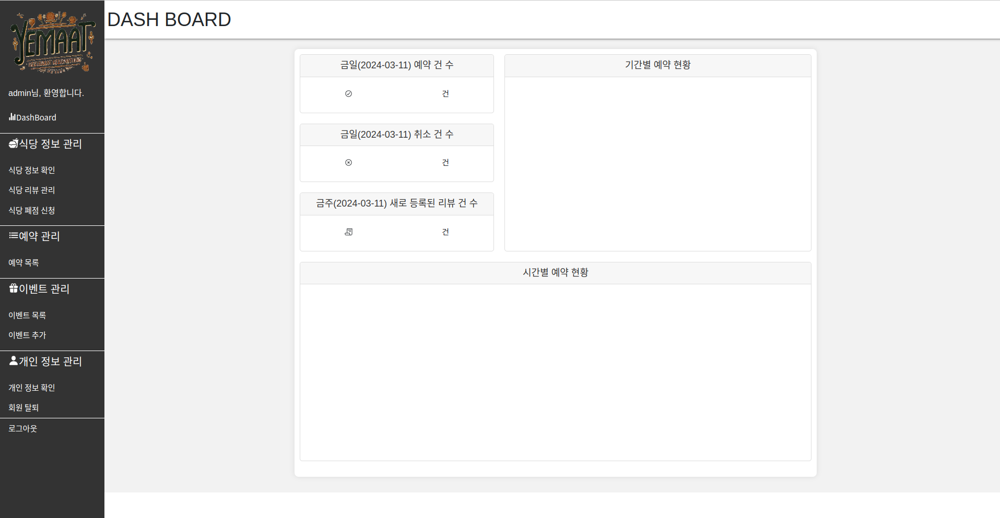 YEMAAT
RESTAURANT RESERVATIONS
admin님, 환영합니다.
DashBoard
식당 정보 관리
식당 정보 확인
식당 리뷰 관리
식당 폐점 신청
예약 관리
예약 목록
이벤트 관리
이벤트 목록
이벤트 추가
개인 정보 관리
개인 정보 확인
회원 탈퇴
로그아웃
DASH BOARD
금일(2024-03-11) 예약 건 수
건
금일(2024-03-11) 취소 건 수
건
금주(2024-03-11) 새로 등록된 리뷰 건 수
건
기간별 예약 현황
시간별 예약 현황